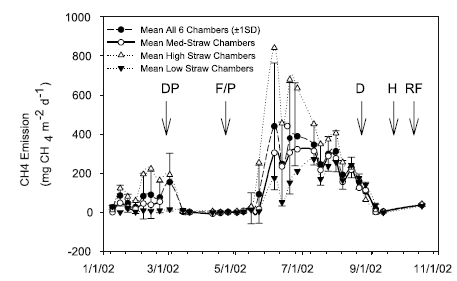 1000
800
600
400
200
0
-200
CH4 Emission
(mg CH 4 m-2 d-1)
Mean All 6 Chambers (±1SD)
Mean Med-Straw Chambers
Mean High Straw Chambers
Mean Low Straw Chambers
DP F/P D H RF
1/1/02 3/1/02 5/1/02 7/1/02 9/1/02 11/1/02